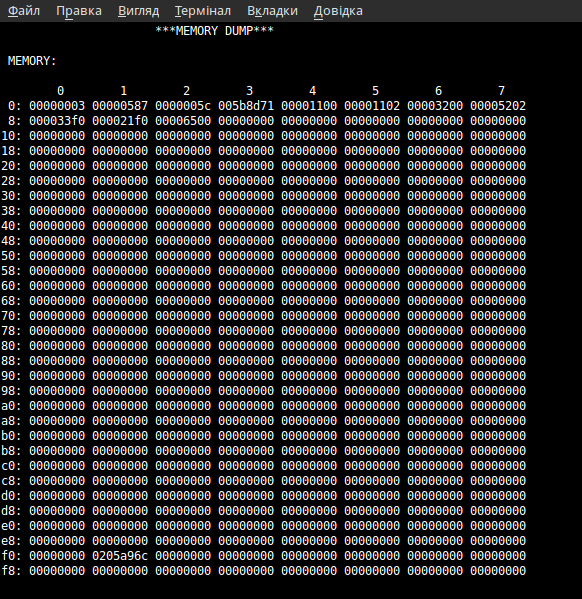 Файл Правка Вигляд Термінал Вкладки Довідка
***MEMORY DUMP***
MEMORY:
0 1 2 3 4 5 6 7
0: 00000003 00000587 0000005c 005b8d71 00001100 00001102 00003200 00005202
8: 000033f0 000021f0 00006500 00000000 00000000 00000000 00000000 00000000
10: 00000000 00000000 00000000 00000000 00000000 00000000 00000000 00000000
18: 00000000 00000000 00000000 00000000 00000000 00000000 00000000 00000000
20: 00000000 00000000 00000000 00000000 00000000 00000000 00000000 00000000
28: 00000000 00000000 00000000 00000000 00000000 00000000 00000000 00000000
30: 00000000 00000000 00000000 00000000 00000000 00000000 00000000 00000000
38: 00000000 00000000 00000000 00000000 00000000 00000000 00000000 00000000
40: 00000000 00000000 00000000 00000000 00000000 00000000 00000000 00000000
48: 00000000 00000000 00000000 00000000 00000000 00000000 00000000 00000000
50: 00000000 00000000 00000000 00000000 00000000 00000000 00000000 00000000
58: 00000000 00000000 00000000 00000000 00000000 00000000 00000000 00000000
60: 00000000 00000000 00000000 00000000 00000000 00000000 00000000 00000000
68: 00000000 00000000 00000000 00000000 00000000 00000000 00000000 00000000
70: 00000000 00000000 00000000 00000000 00000000 00000000 00000000 00000000
78: 00000000 00000000 00000000 00000000 00000000 00000000 00000000 00000000
80: 00000000 00000000 00000000 00000000 00000000 00000000 00000000 00000000
88: 00000000 00000000 00000000 00000000 00000000 00000000 00000000 00000000
90: 00000000 00000000 00000000 00000000 00000000 00000000 00000000 00000000
98: 00000000 00000000 00000000 00000000 00000000 00000000 00000000 00000000
a0: 00000000 00000000 00000000 00000000 00000000 00000000 00000000 00000000
a8: 00000000 00000000 00000000 00000000 00000000 00000000 00000000 00000000
b0: 00000000 00000000 00000000 00000000 00000000 00000000 00000000 00000000
b8: 00000000 00000000 00000000 00000000 00000000 00000000 00000000 00000000
c0: 00000000 00000000 00000000 00000000 00000000 00000000 00000000 00000000
c8: 00000000 00000000 00000000 00000000 00000000 00000000 00000000 00000000
d0: 00000000 00000000 00000000 00000000 00000000 00000000 00000000 00000000
d8: 00000000 00000000 00000000 00000000 00000000 00000000 00000000 00000000
e0: 00000000 00000000 00000000 00000000 00000000 00000000 00000000 00000000
e8: 00000000 00000000 00000000 00000000 00000000 00000000 00000000 00000000
f0: 00000000 0205a96c 00000000 00000000 00000000 00000000 00000000 00000000
f8: 00000000 00000000 00000000 00000000 00000000 00000000 00000000 00000000